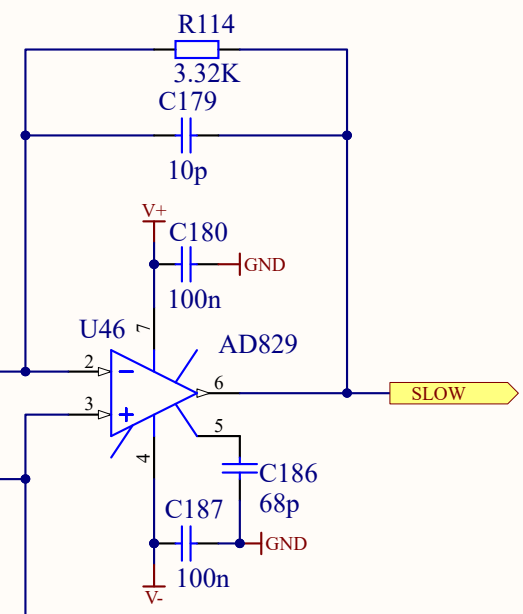 R114
3.32K
C179
10p
V+
C180
GND
100n
7
U46
AD829
2
6
SLOW
3
5
4
C186
68p
C187
GND
100n
V-